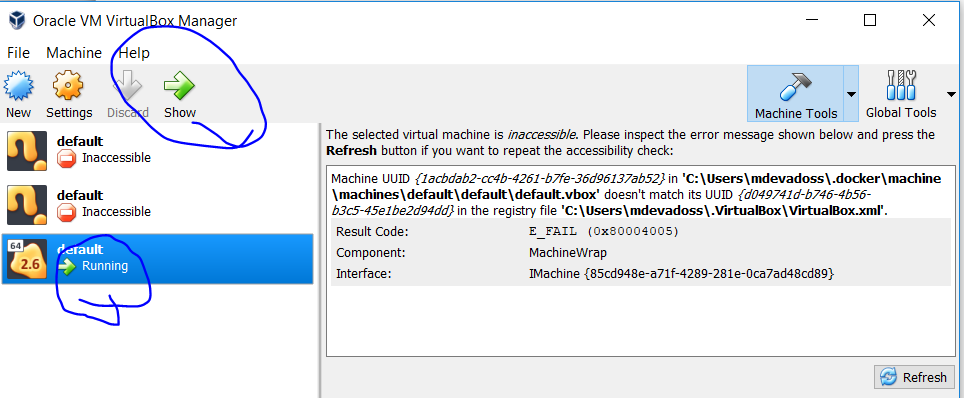 Oracle VM VirtualBox Manager
File Machine Help
New Settings Discard Show Machine Tools Global Tools
default
Inaccessible
default
Inaccessible
64
2.6
default
Running
The selected virtual machine is inaccessible. Please inspect the error message shown below and press the
Refresh button if you want to repeat the accessibility check:
Machine UUID {1acbdab2-cc4b-4261-b7fe-36d96137ab52} in 'C:\Users\mdevadoss\.docker\machine
\machines\default\default\default.vbox' doesn't match its UUID {d049741d-b746-4b56-
b3c5-45e1be2d94dd} in the registry file 'C:\Users\mdevadoss\.VirtualBox\VirtualBox.xml'.
Result Code: E_FAIL (0x80004005)
Component: MachineWrap
Interface: IMachine {85cd948e-a71f-4289-281e-0ca7ad48cd89}
Refresh